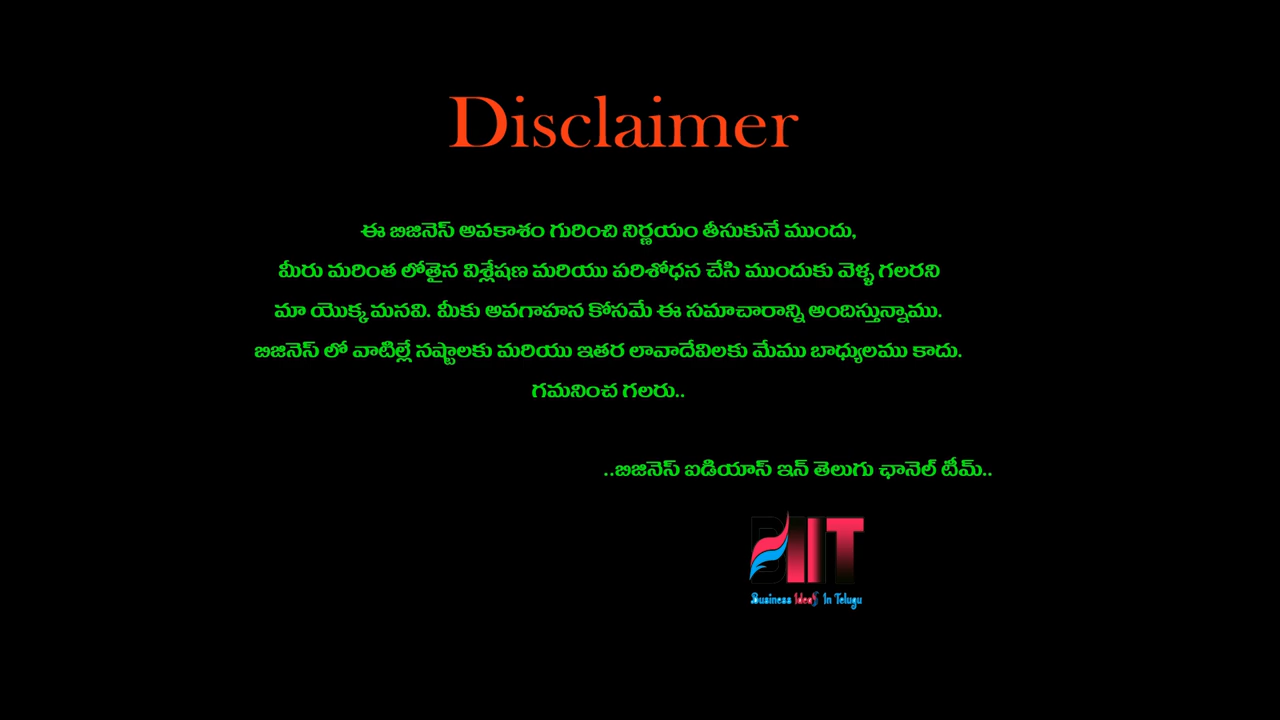 Disclaimer
ఈ బిజినెస్ అవకాశం గురించి నిర్ణయం తీసుకునే ముందు,
మీరు మరింత లోతైన విశ్లేషణ మరియు పరిశోధన చేసి ముందుకు వెళ్ళ గలరని
మా యొక్క మనవి. మీకు అవగాహన కోసమే ఈ సమాచారాన్ని అందిస్తున్నాము.
బిజినెస్ లో వాటిల్లే నష్టాలకు మరియు ఇతర లావాదేవిలకు మేము బాధ్యులము కాదు.
గమనించ గలరు..
..బిజినెస్ ఐడియాస్ ఇన్ తెలుగు ఛానెల్ టీమ్..
BIIT
Business IdeaS In Telugu